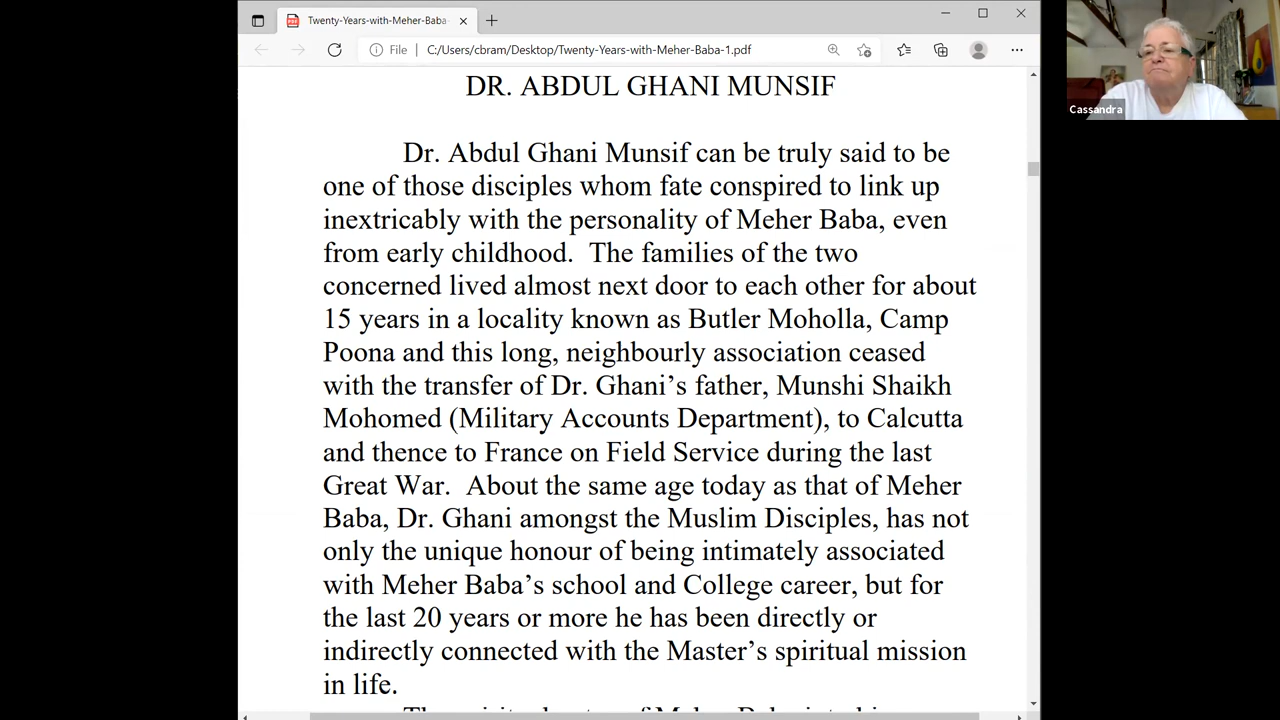 Twenty-Years-with-Meher-Baba-
File
C:/Users/cbram/Desktop/Twenty-Years-with-Meher-Baba-1.pdf
Cassandra
DR. ABDUL GHANI MUNSIF
Dr. Abdul Ghani Munsif can be truly said to be
one of those disciples whom fate conspired to link up
inextricably with the personality of Meher Baba, even
from early childhood.  The families of the two
concerned lived almost next door to each other for about
15 years in a locality known as Butler Moholla, Camp
Poona and this long, neighbourly association ceased
with the transfer of Dr. Ghani’s father, Munshi Shaikh
Mohomed (Military Accounts Department), to Calcutta
and thence to France on Field Service during the last
Great War.  About the same age today as that of Meher
Baba, Dr. Ghani amongst the Muslim Disciples, has not
only the unique honour of being intimately associated
with Meher Baba’s school and College career, but for
the last 20 years or more he has been directly or
indirectly connected with the Master’s spiritual mission
in life.